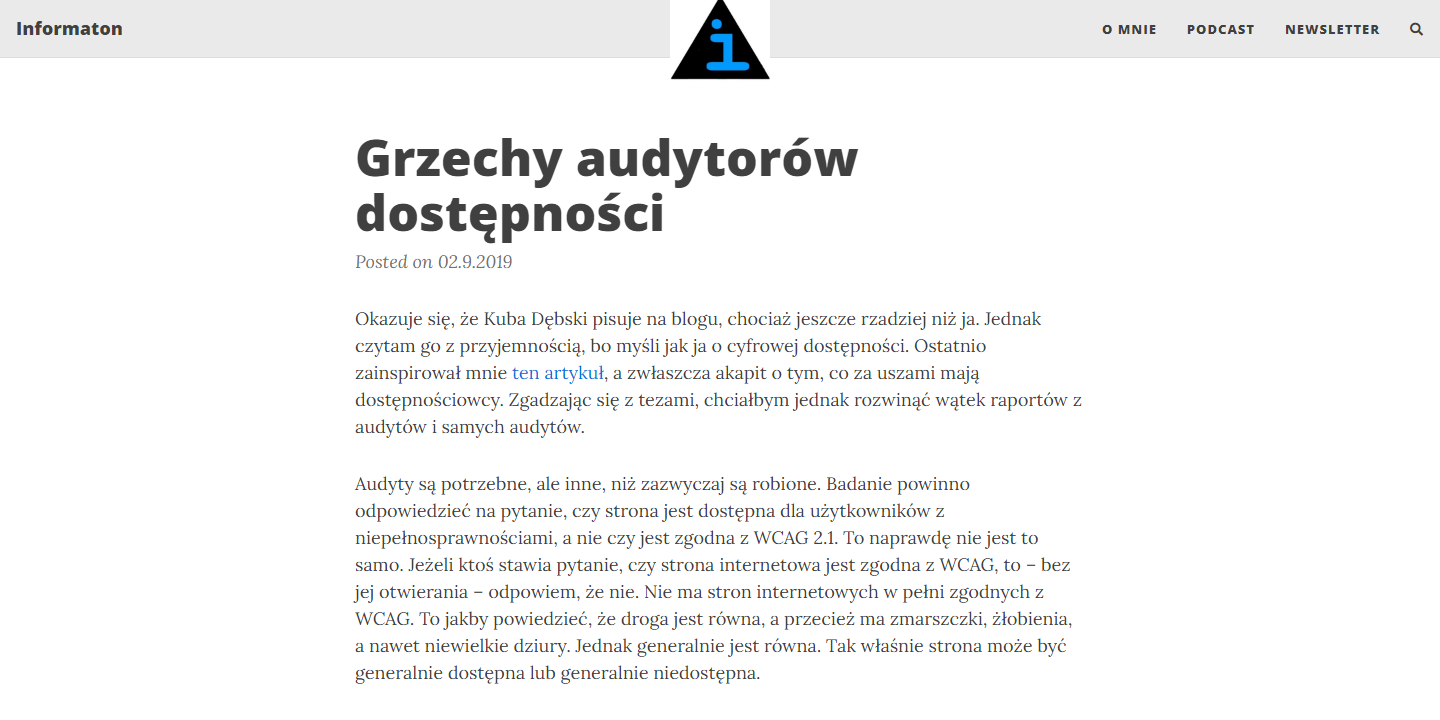 Informaton
i
O MNIE
PODCAST
NEWSLETTER
Grzechy audytorów
dostępności
Posted on 02.9.2019
Okazuje się, że Kuba Dębski pisuje na blogu, chociaż jeszcze rzadziej niż ja. Jednak
czytam go z przyjemnością, bo myśli jak ja o cyfrowej dostępności. Ostatnio
zainspirował mnie ten artykuł, a zwłaszcza akapit o tym, co za uszami mają
dostępnościowcy. Zgadzając się z tezami, chciałbym jednak rozwinąć wątek raportów z
audytów i samych audytów.
Audyty są potrzebne, ale inne, niż zazwyczaj są robione. Badanie powinno
odpowiedzieć na pytanie, czy strona jest dostępna dla użytkowników z
niepełnosprawnościami, a nie czy jest zgodna z WCAG 2.1. To naprawdę nie jest to
samo. Jeżeli ktoś stawia pytanie, czy strona internetowa jest zgodna z WCAG, to – bez
jej otwierania – odpowiem, że nie. Nie ma stron internetowych w pełni zgodnych z
WCAG. To jakby powiedzieć, że droga jest równa, a przecież ma zmarszczki, żłobienia,
a nawet niewielkie dziury. Jednak generalnie jest równa. Tak właśnie strona może być
generalnie dostępna lub generalnie niedostępna.